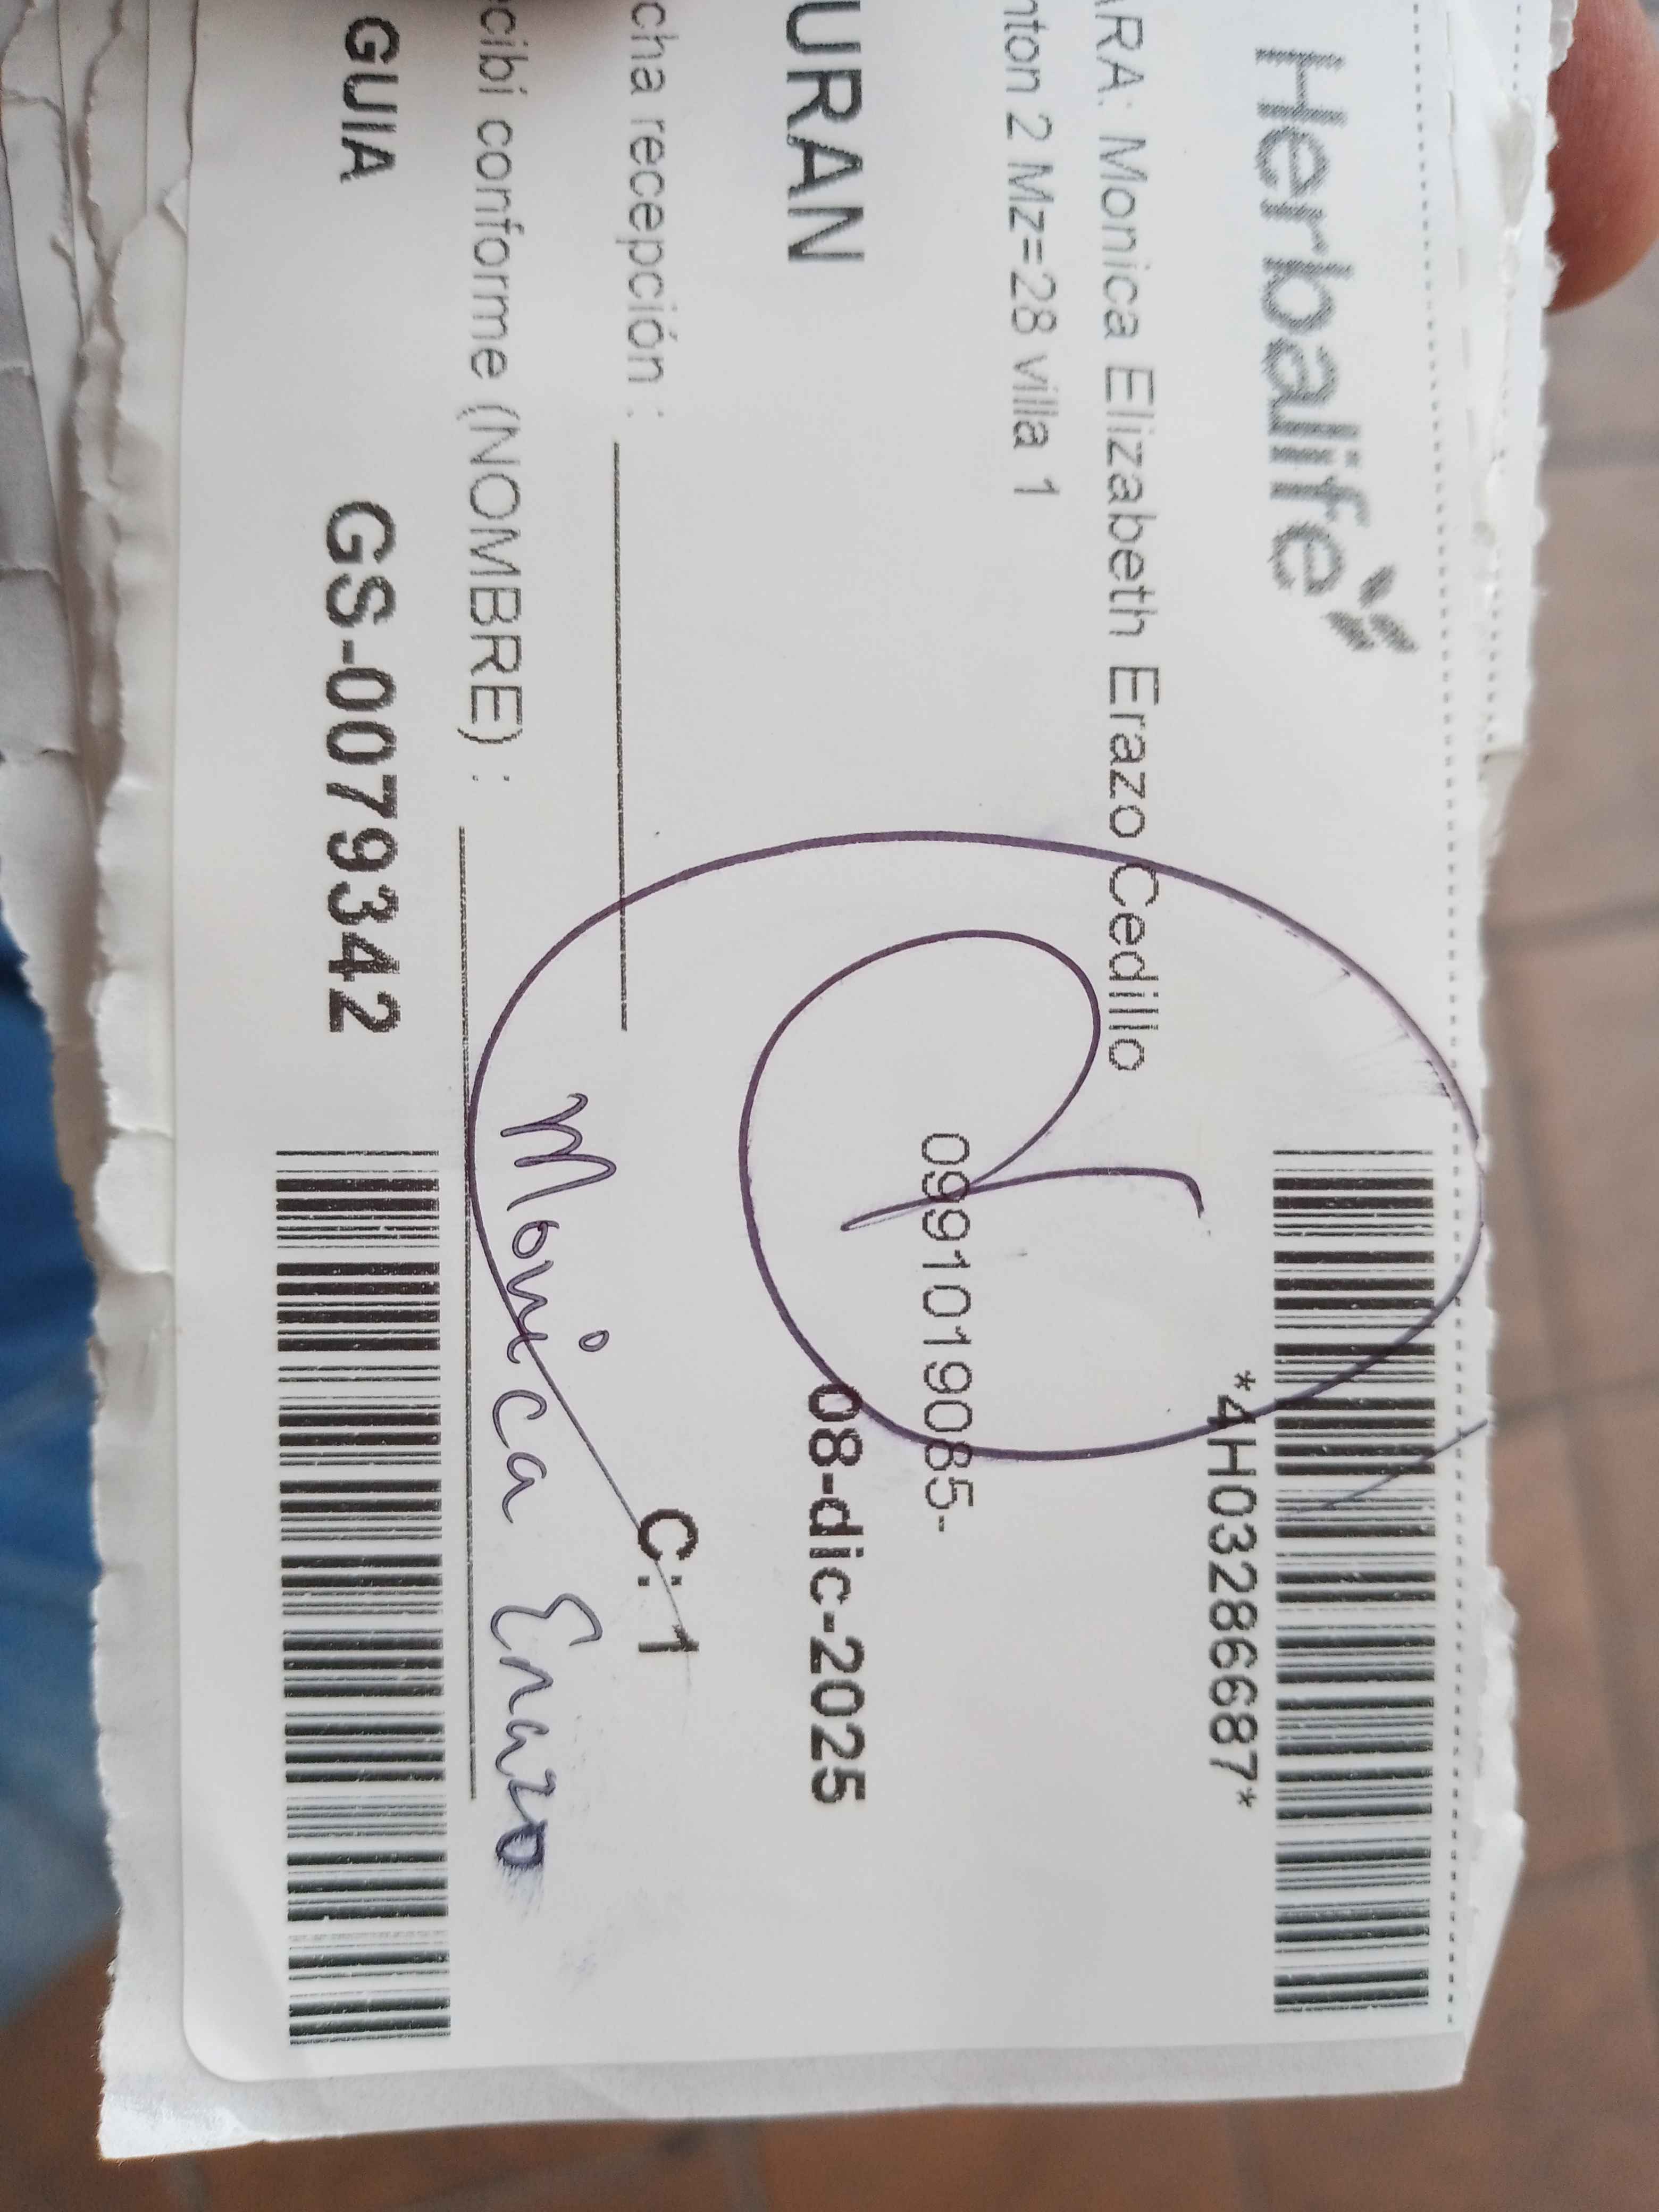 Herbalife
*4H03286687*
ARA: Monica Elizabeth Erazo Cedillo
nton 2 Mz=28 villa 1
0991019085-
URAN
08-dic-2025
cha recepción :
C: 1
cibi conforme (NOMBRE) :
Monica Erazo
GUIA GS-0079342